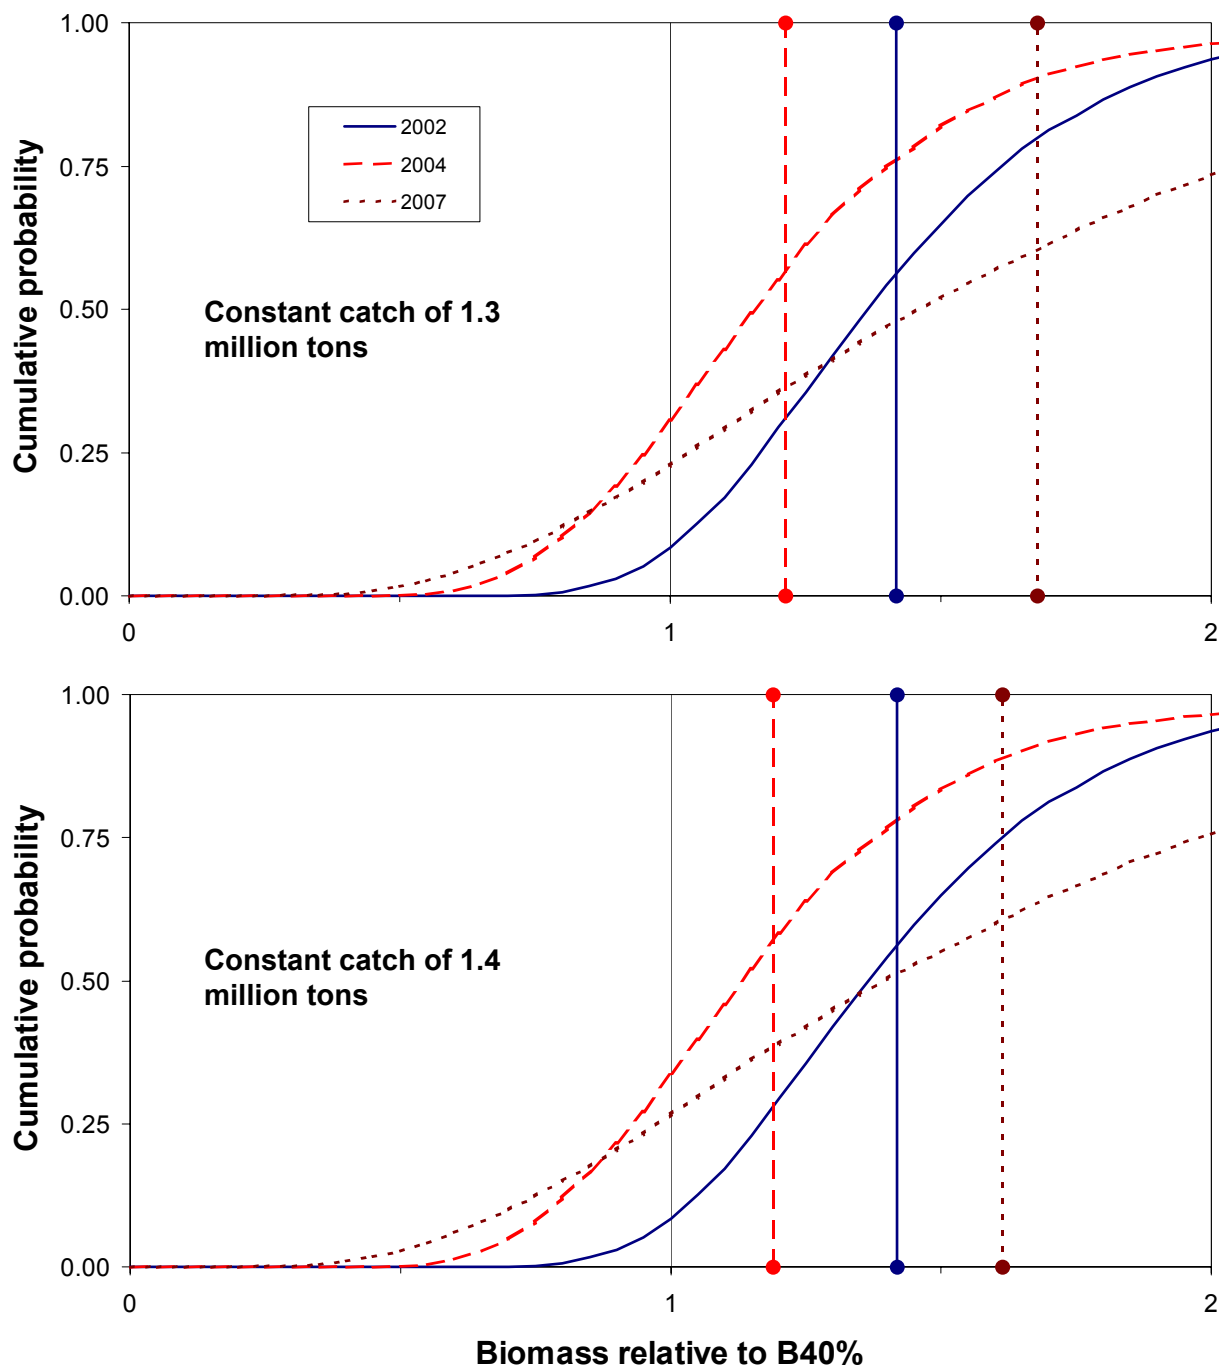 1.00
0.75
0.50
0.25
0.00
Cumulative probability
2002
2004
2007
Constant catch of 1.3
million tons
0
1
2
1.00
0.75
0.50
0.25
0.00
Cumulative probability
Constant catch of 1.4
million tons
0
1
2
Biomass relative to B40%